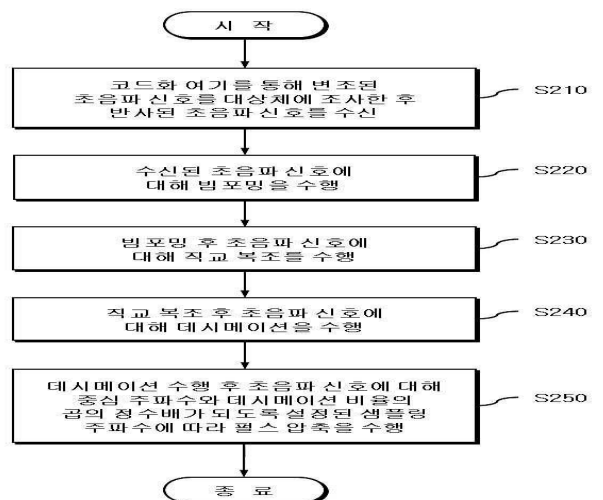 시 작
코드화 여기를 통해 변조된
초음파 신호를 대상체에 조사한 후
반사된 초음파 신호를 수신
S210
수신된 초음파 신호에
대해 빔포밍을 수행
S220
빔포밍 후 초음파 신호에
대해 직교 복조를 수행
S230
직교 복조 후 초음파 신호에
대해 데시메이션을 수행
S240
데시메이션 수행 후 초음파 신호에 대해
중심 주파수와 데시메이션 비율의
곱의 정수배가 되도록 설정된 샘플링
주파수에 따라 펄스 압축을 수행
S250
종 료